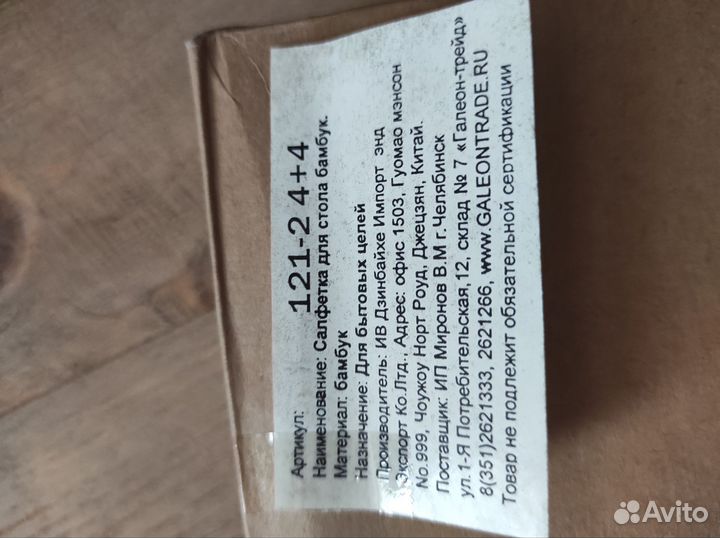 Артикул: 121-2 4+4
Наименование: Салфетка для стола бамбук.
Материал: бамбук
Назначение: Для бытовых целей
Производитель: ИВ Дзинбайхе Импорт энд
Экспорт Ко.Лтд., Адрес: офис 1503, Гуомао мэнсон
No.999, Чоужоу Норт Роуд, Джецзян, Китай.
Поставщик: ИП Миронов В.М г.Челябинск
ул.1-Я Потребительская,12, склад № 7 «Галеон-трейд»
8(351)2621333, 2621266, www.GALEONTRADE.RU
Товар не подлежит обязательной сертификации
Avito